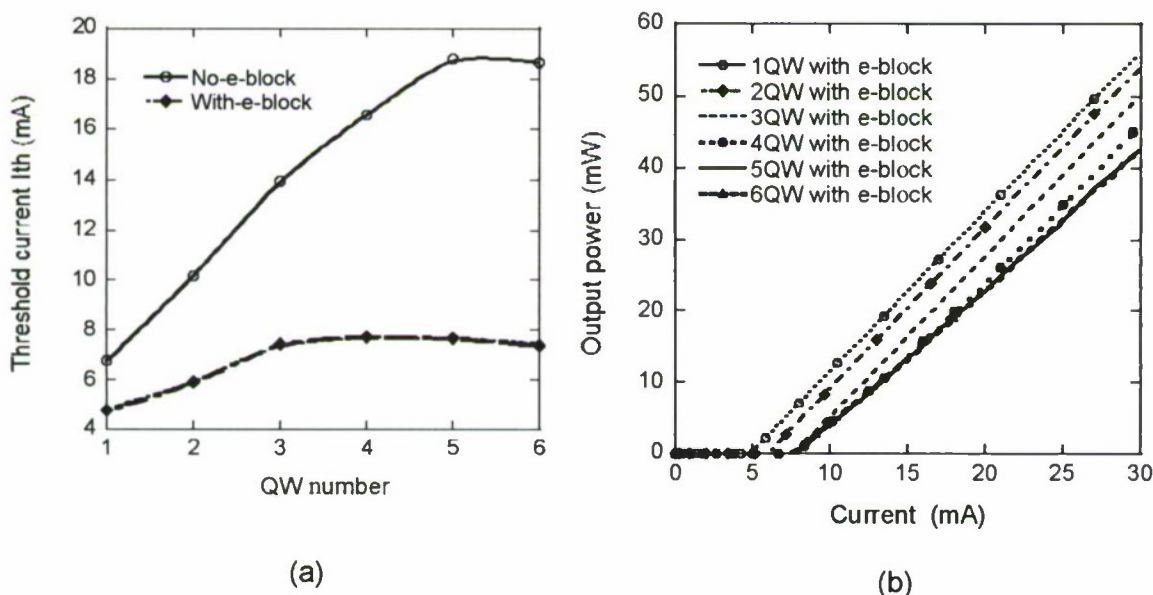 20
18
16
14
12
10
8
6
4
Threshold current Ith (mA)
No-e-block
With-e-block
1 2 3 4 5 6
QW number
(a)
60
50
40
30
20
10
0
Output power (mW)
1QW with e-block
2QW with e-block
3QW with e-block
4QW with e-block
5QW with e-block
6QW with e-block
0 5 10 15 20 25 30
Current (mA)
(b)